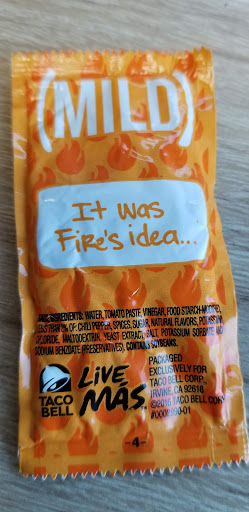 (MILD)
It was
Fire's idea...
INGREDIENTS: WATER, TOMATO PASTE, VINEGAR, FOOD STARCH-MODIFIED,
LESS THAN 2% OF: CHILI PEPPER, SPICES, SUGAR, NATURAL FLAVORS, POTASSIUM
CHLORIDE, MALTODEXTRIN, YEAST EXTRACT, SALT, POTASSIUM SORBATE AND
SODIUM BENZOATE (PRESERVATIVES). CONTAINS SOYBEANS.
TACO
BELL
LiVE
MÁS.™
PACKAGED
EXCLUSIVELY FOR
TACO BELL CORP.,
IRVINE, CA 92618
©2016 TACO BELL CORP.
-4-